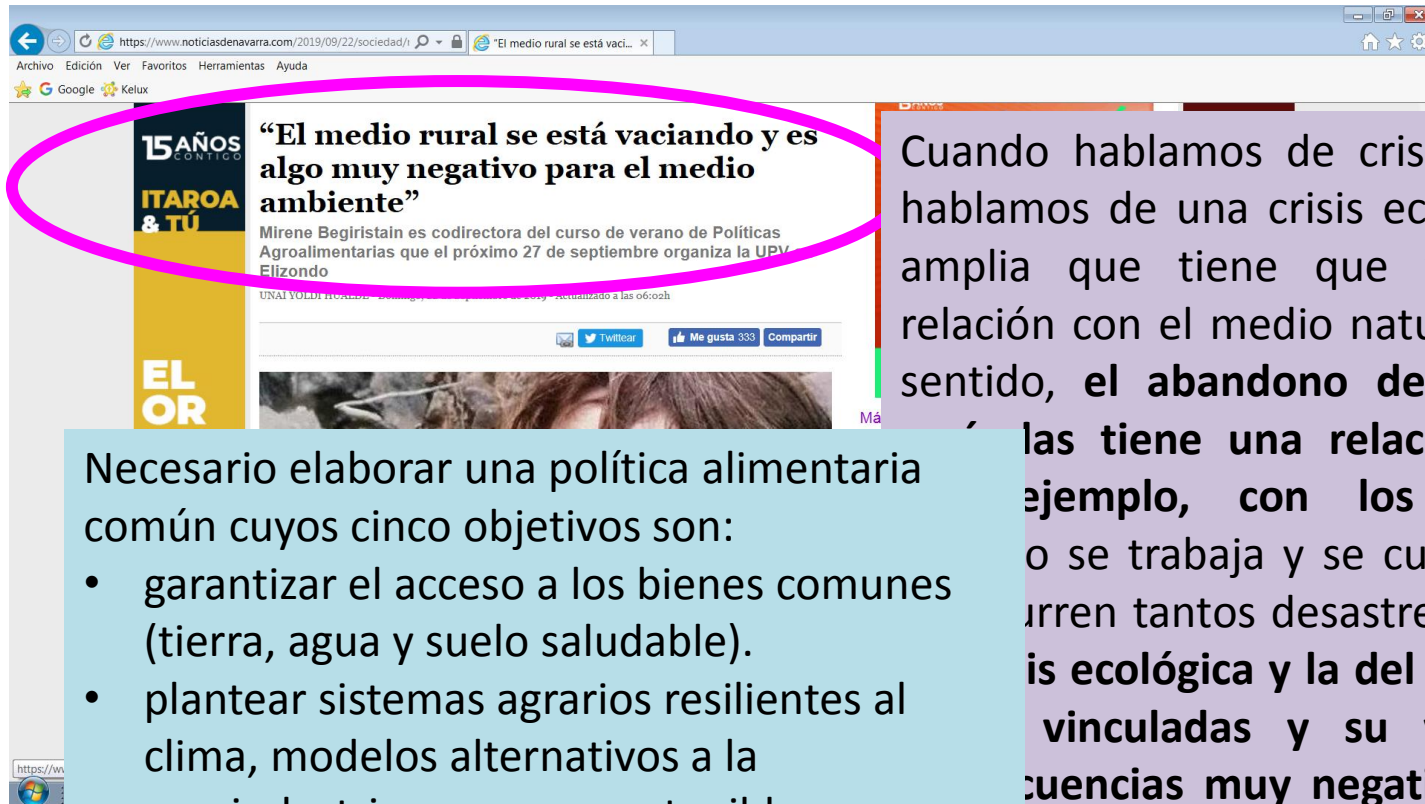 https://www.noticiasdenavarra.com/2019/09/22/sociedad/
"El medio rural se está vaci...
Archivo Edición Ver Favoritos Herramientas Ayuda
Google Kelux
15 AÑOS
CONTIGO
ITAROA
& TÚ
EL
OR
“El medio rural se está vaciando y es
algo muy negativo para el medio
ambiente”
Mirene Begiristain es codirectora del curso de verano de Políticas
Agroalimentarias que el próximo 27 de septiembre organiza la UPV
Elizondo
UNAI YOLDI HUALDE
Actualizado a las 06:02h
Twittear
Me gusta 333 Compartir
Má
Cuando hablamos de cris
hablamos de una crisis ec
amplia que tiene que
relación con el medio natu
sentido, el abandono de
las tiene una relac
ejemplo, con los
o se trabaja y se cu
urren tantos desastre
is ecológica y la del
vinculadas y su
cuencias muy negati
Necesario elaborar una política alimentaria
común cuyos cinco objetivos son:
• garantizar el acceso a los bienes comunes
(tierra, agua y suelo saludable).
• plantear sistemas agrarios resilientes al
clima, modelos alternativos a la
https://w